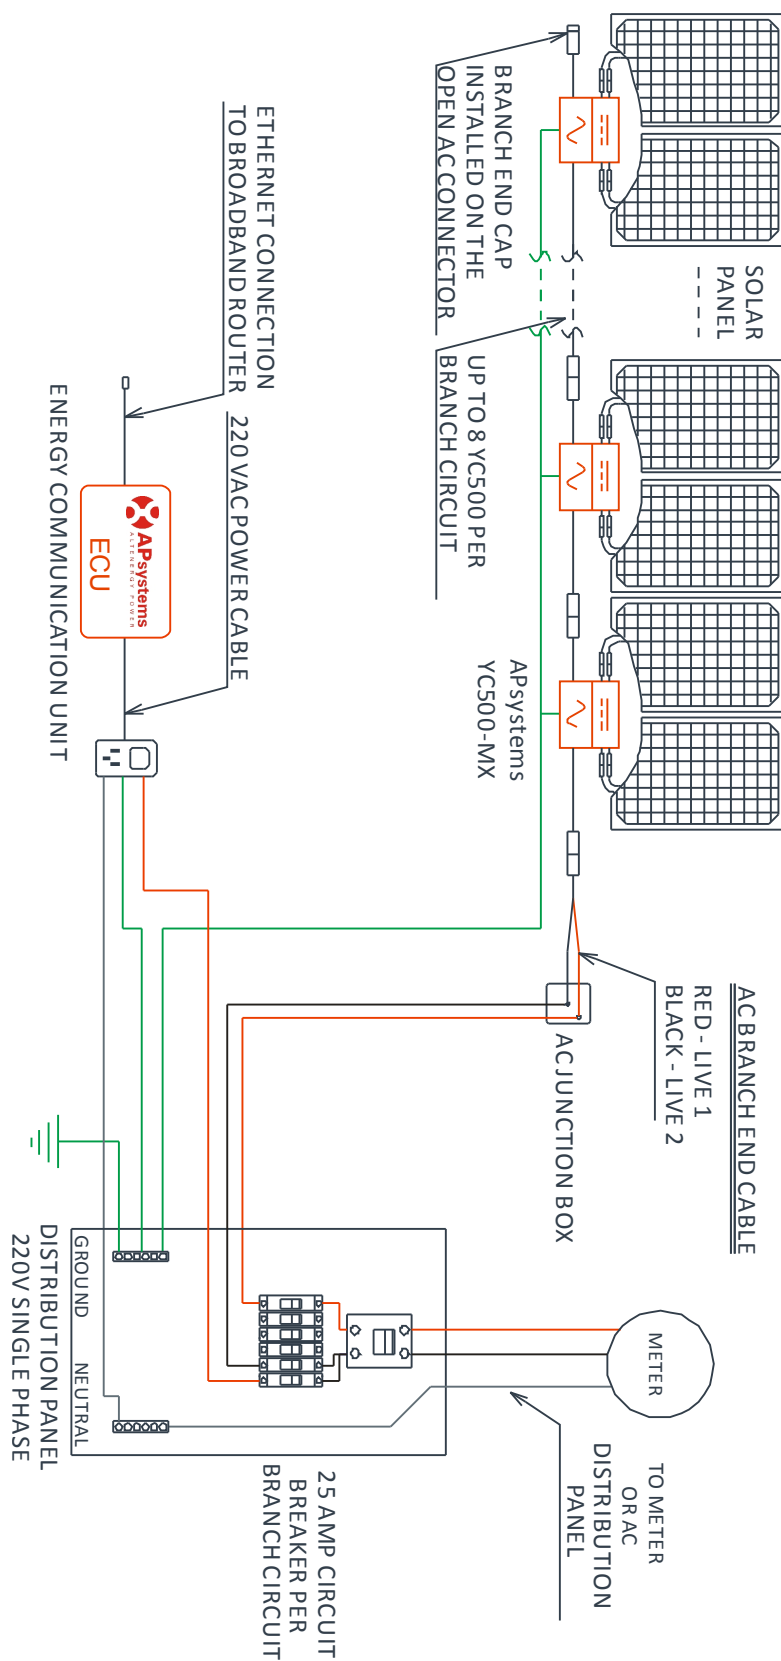 SOLAR
PANEL
BRANCH END CAP
INSTALLED ON THE
OPEN AC CONNECTOR
UP TO 8 YC500 PER
BRANCH CIRCUIT
APsystems
YC500-MX
AC BRANCH END CABLE
RED - LIVE 1
BLACK - LIVE 2
AC JUNCTION BOX
METER
TO METER
OR AC
DISTRIBUTION
PANEL
ETHERNET CONNECTION
TO BROADBAND ROUTER
220 VAC POWER CABLE
APsystems
ALTENERGY POWER
ECU
ENERGY COMMUNICATION UNIT
25 AMP CIRCUIT
BREAKER PER
BRANCH CIRCUIT
GROUND
NEUTRAL
DISTRIBUTION PANEL
220V SINGLE PHASE